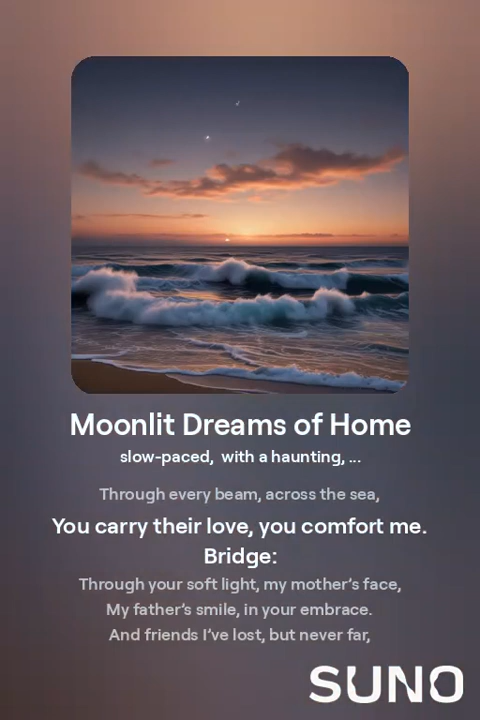 Moonlit Dreams of Home
slow-paced,  with a haunting, ...
Through every beam, across the sea,
You carry their love, you comfort me.
Bridge:
Through your soft light, my mother’s face,
My father’s smile, in your embrace.
And friends I’ve lost, but never far,
SUNO